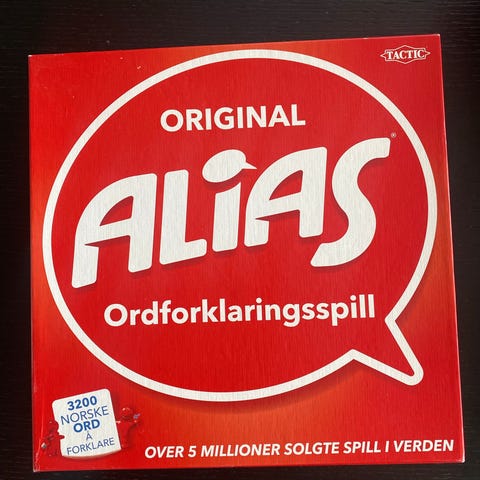 TACTIC
ORIGINAL
ALiAS®
Ordforklaringsspill
3200
NORSKE
ORD
Å
FORKLARE
OVER 5 MILLIONER SOLGTE SPILL I VERDEN